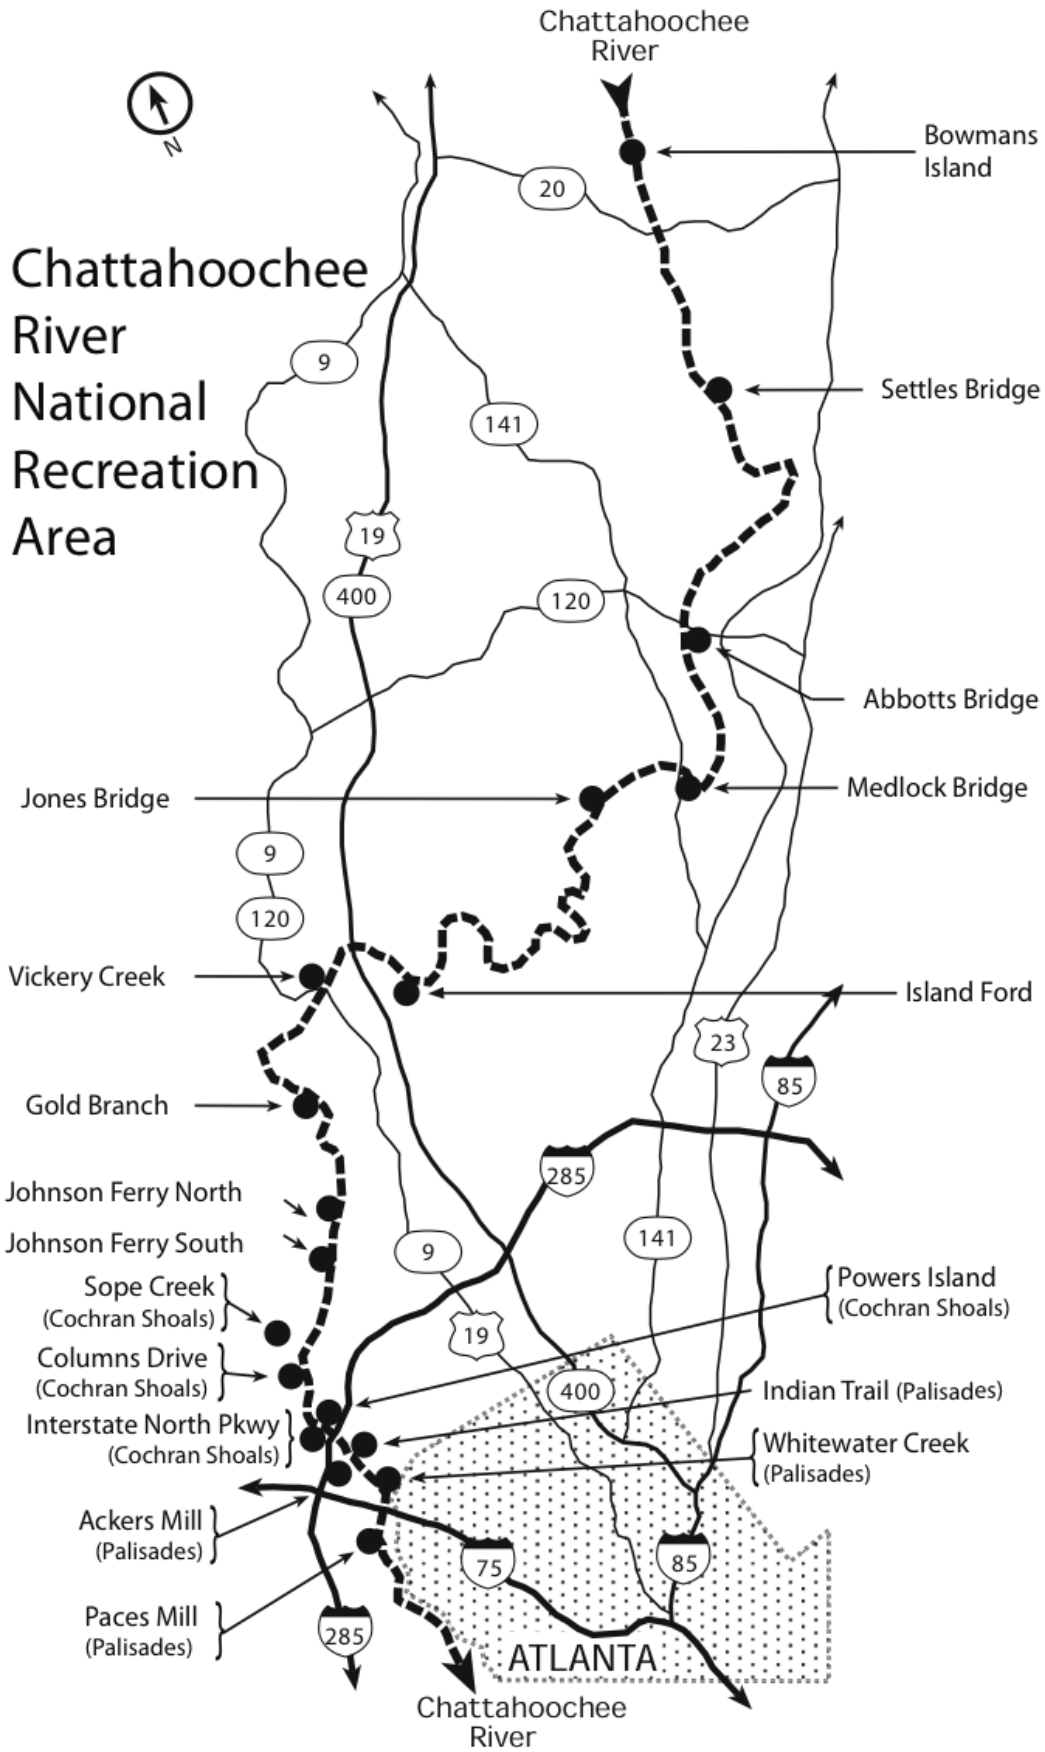 Chattahoochee
River
N
Bowmans
Island
20
Chattahoochee
River
National
Recreation
Area
9
Settles Bridge
141
19
400
120
Abbotts Bridge
Jones Bridge
Medlock Bridge
9
120
Vickery Creek
Island Ford
23
85
Gold Branch
285
Johnson Ferry North
Johnson Ferry South
9
141
Sope Creek
(Cochran Shoals)
Powers Island
(Cochran Shoals)
19
Columns Drive
(Cochran Shoals)
400
Indian Trail (Palisades)
Interstate North Pkwy
(Cochran Shoals)
Whitewater Creek
(Palisades)
Ackers Mill
(Palisades)
75
85
Paces Mill
(Palisades)
285
ATLANTA
Chattahoochee
River